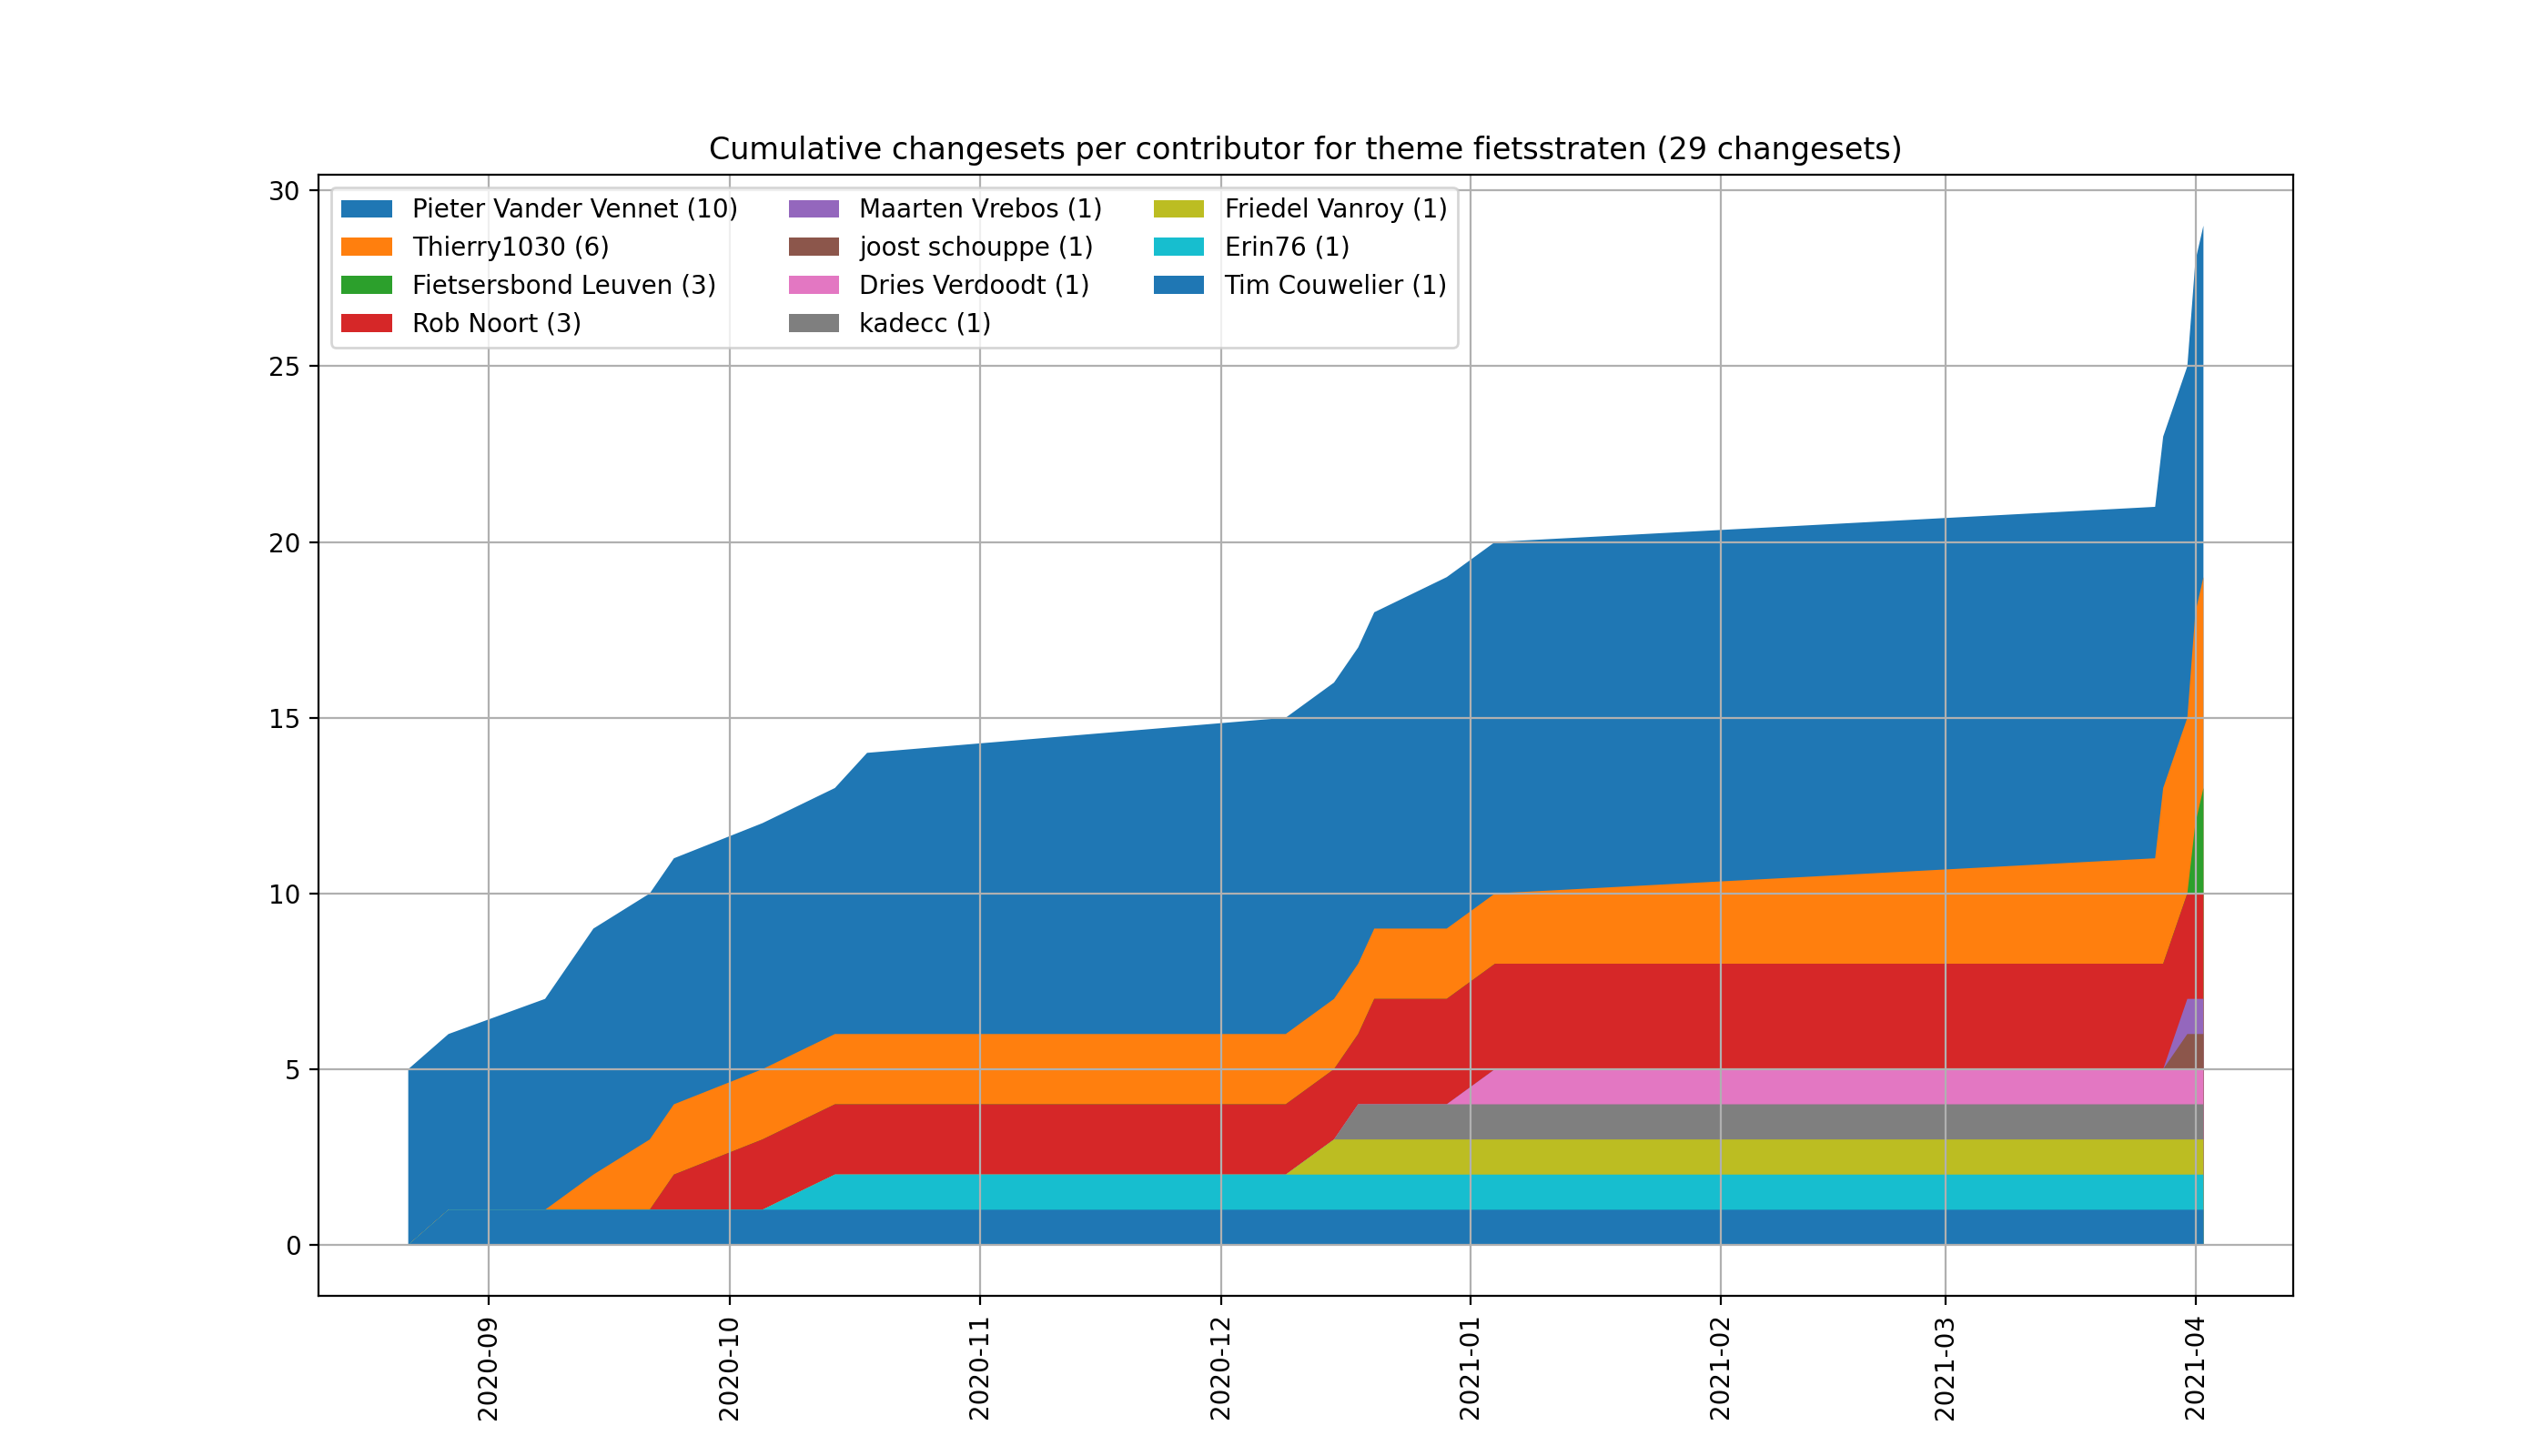 Cumulative changesets per contributor for theme fietsstraten (29 changesets)
Pieter Vander Vennet (10)
Thierry1030 (6)
Fietsersbond Leuven (3)
Rob Noort (3)
Maarten Vrebos (1)
joost schouppe (1)
Dries Verdoodt (1)
kadecc (1)
Friedel Vanroy (1)
Erin76 (1)
Tim Couwelier (1)
30
25
20
15
10
5
0
2020-09
2020-10
2020-11
2020-12
2021-01
2021-02
2021-03
2021-04